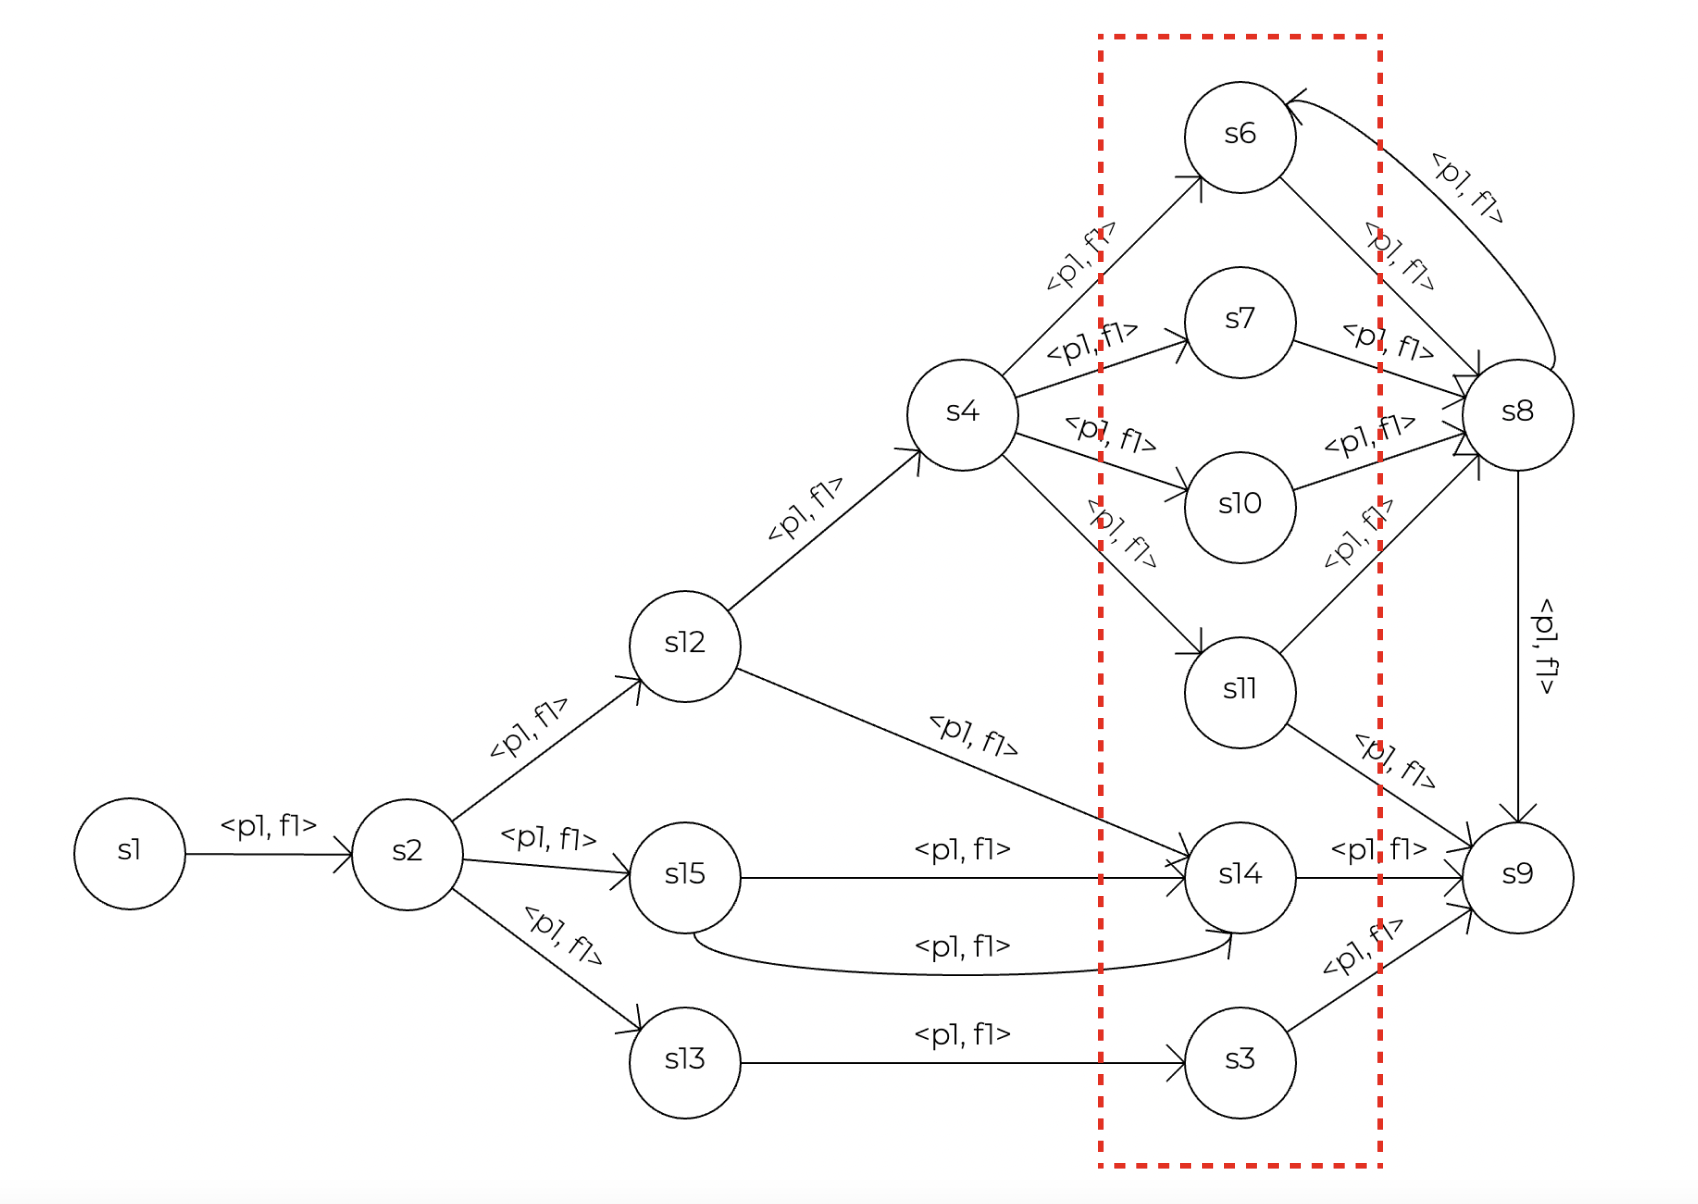 s6
<p1, f1>
<p1, f1>
<p1, f1>
s7
<p1, f1>
<p1, f1>
s4
s8
<p1, f1>
<p1, f1>
s10
<p1, f1>
<p1, f1>
<p1, f1>
s12
<p1, f1>
s11
<p1, f1>
<p1, f1>
<p1, f1>
s1
<p1, f1>
s2
<p1, f1>
s15
<p1, f1>
s14
<p1, f1>
s9
<p1, f1>
<p1, f1>
<p1, f1>
s13
<p1, f1>
s3